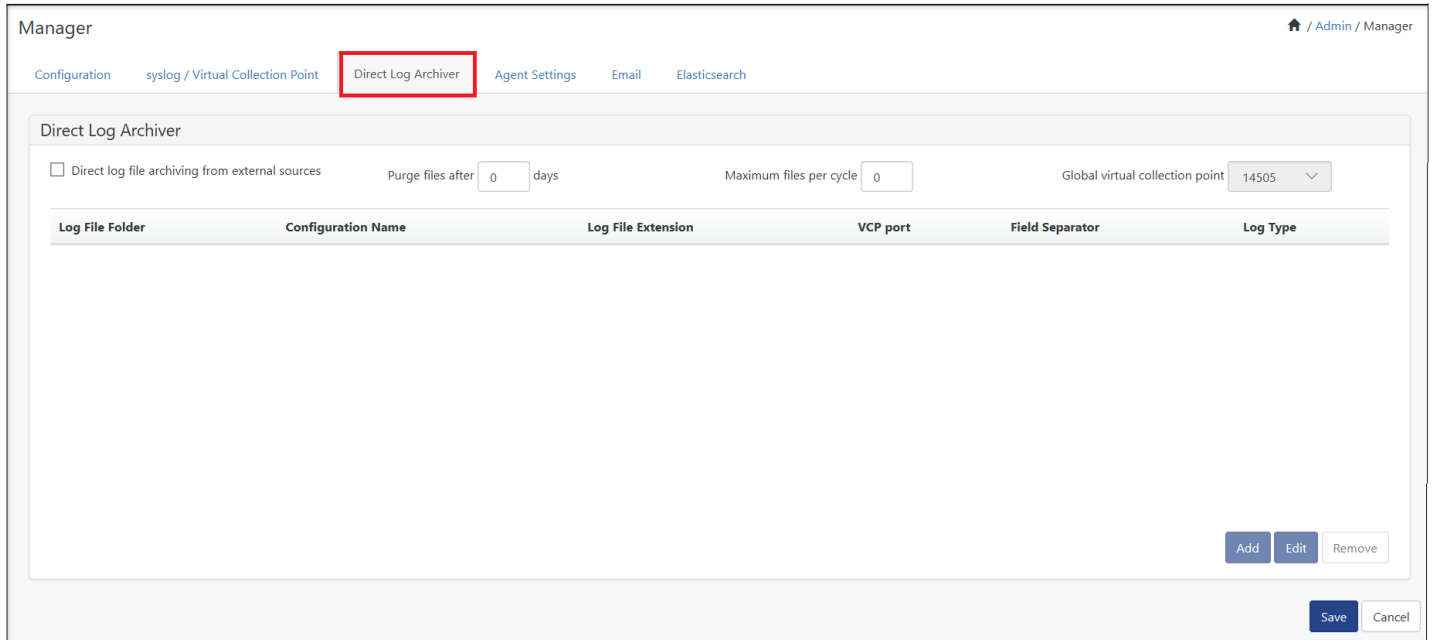 Manager
/ Admin / Manager
Configuration syslog / Virtual Collection Point Direct Log Archiver Agent Settings Email Elasticsearch
Direct Log Archiver
Direct log file archiving from external sources Purge files after 0 days Maximum files per cycle 0 Global virtual collection point 14505
Log File Folder Configuration Name Log File Extension VCP port Field Separator Log Type
Add Edit Remove
Save Cancel